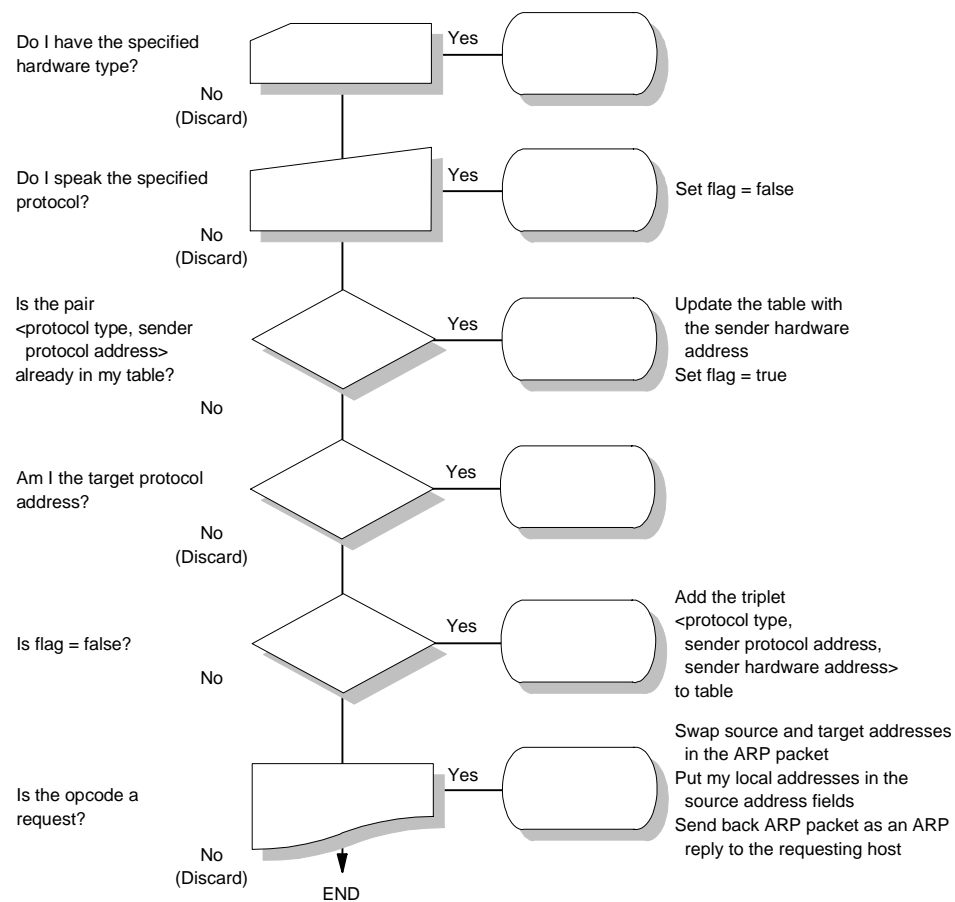 Do I have the specified
hardware type?
Yes
No
(Discard)
Do I speak the specified
protocol?
Yes
Set flag = false
No
(Discard)
Is the pair
<protocol type, sender
protocol address>
already in my table?
Yes
Update the table with
the sender hardware
address
Set flag = true
No
Am I the target protocol
address?
Yes
No
(Discard)
Is flag = false?
Yes
Add the triplet
<protocol type,
sender protocol address,
sender hardware address>
to table
No
Is the opcode a
request?
Yes
Swap source and target addresses
in the ARP packet
Put my local addresses in the
source address fields
Send back ARP packet as an ARP
reply to the requesting host
No
(Discard)
END